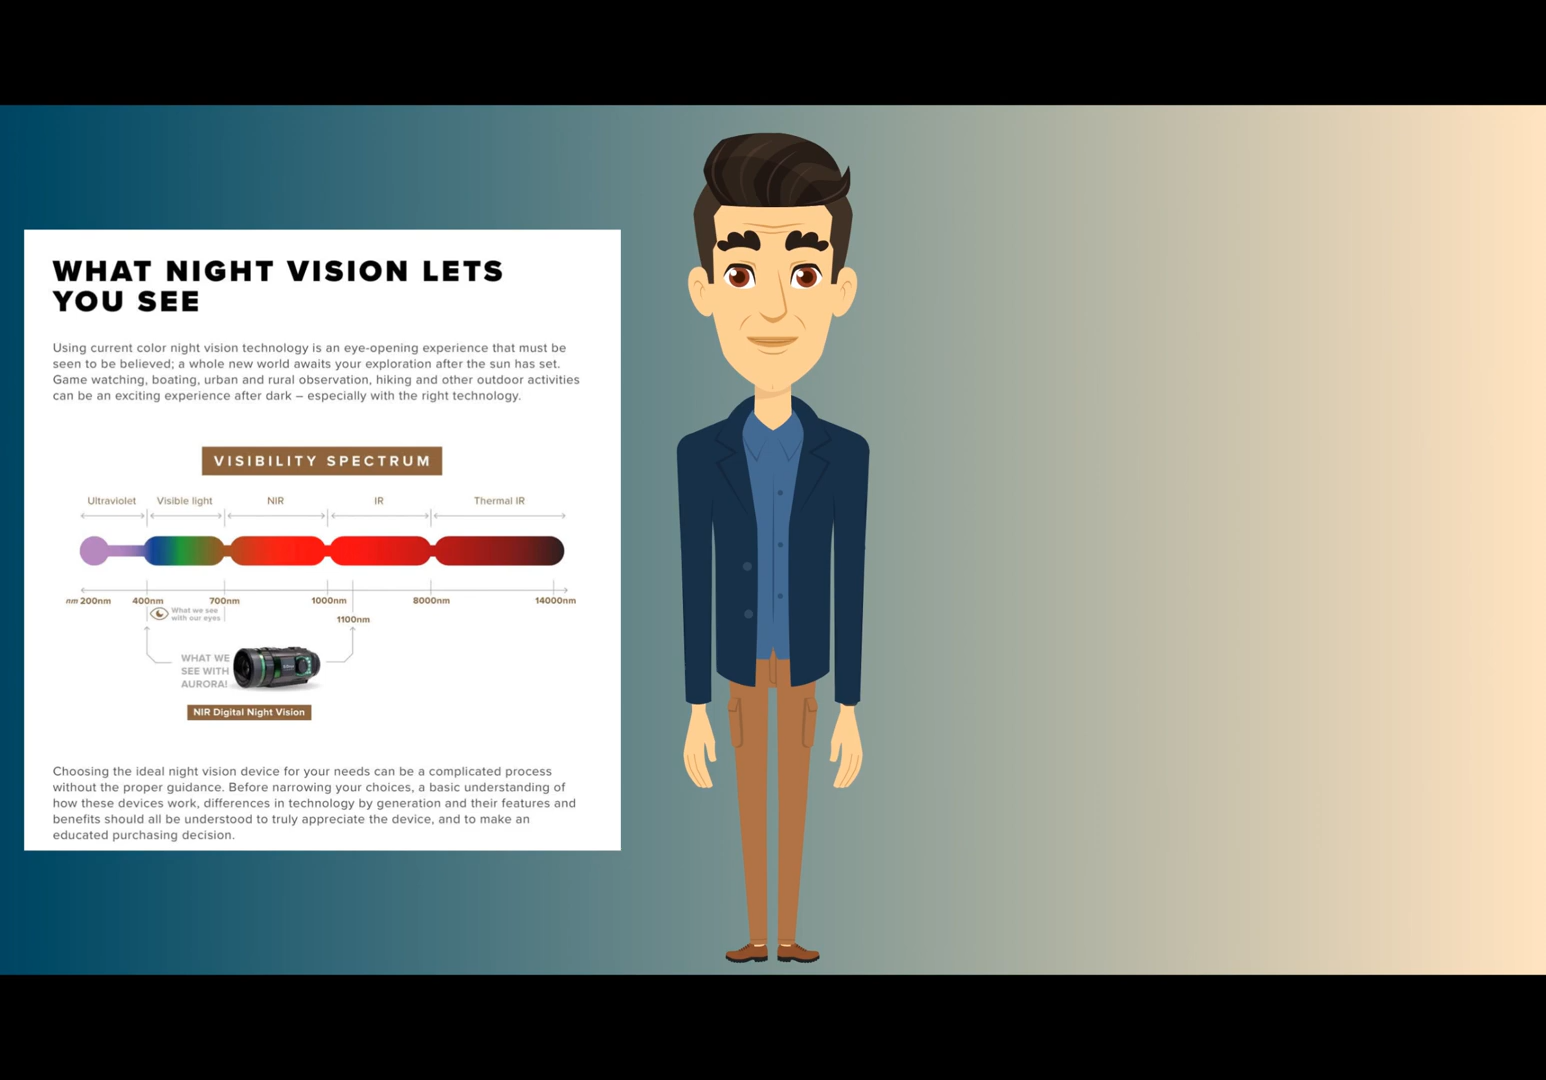 WHAT NIGHT VISION LETS
YOU SEE
Using current color night vision technology is an eye-opening experience that must be
seen to be believed; a whole new world awaits your exploration after the sun has set.
Game watching, boating, urban and rural observation, hiking and other outdoor activities
can be an exciting experience after dark – especially with the right technology.
VISIBILITY SPECTRUM
Ultraviolet Visible light NIR IR Thermal IR
nm 200nm 400nm 700nm 1000nm 8000nm 14000nm
What we see
with our eyes
1100nm
WHAT WE
SEE WITH
AURORA!
NIR Digital Night Vision
Choosing the ideal night vision device for your needs can be a complicated process
without the proper guidance. Before narrowing your choices, a basic understanding of
how these devices work, differences in technology by generation and their features and
benefits should all be understood to truly appreciate the device, and to make an
educated purchasing decision.